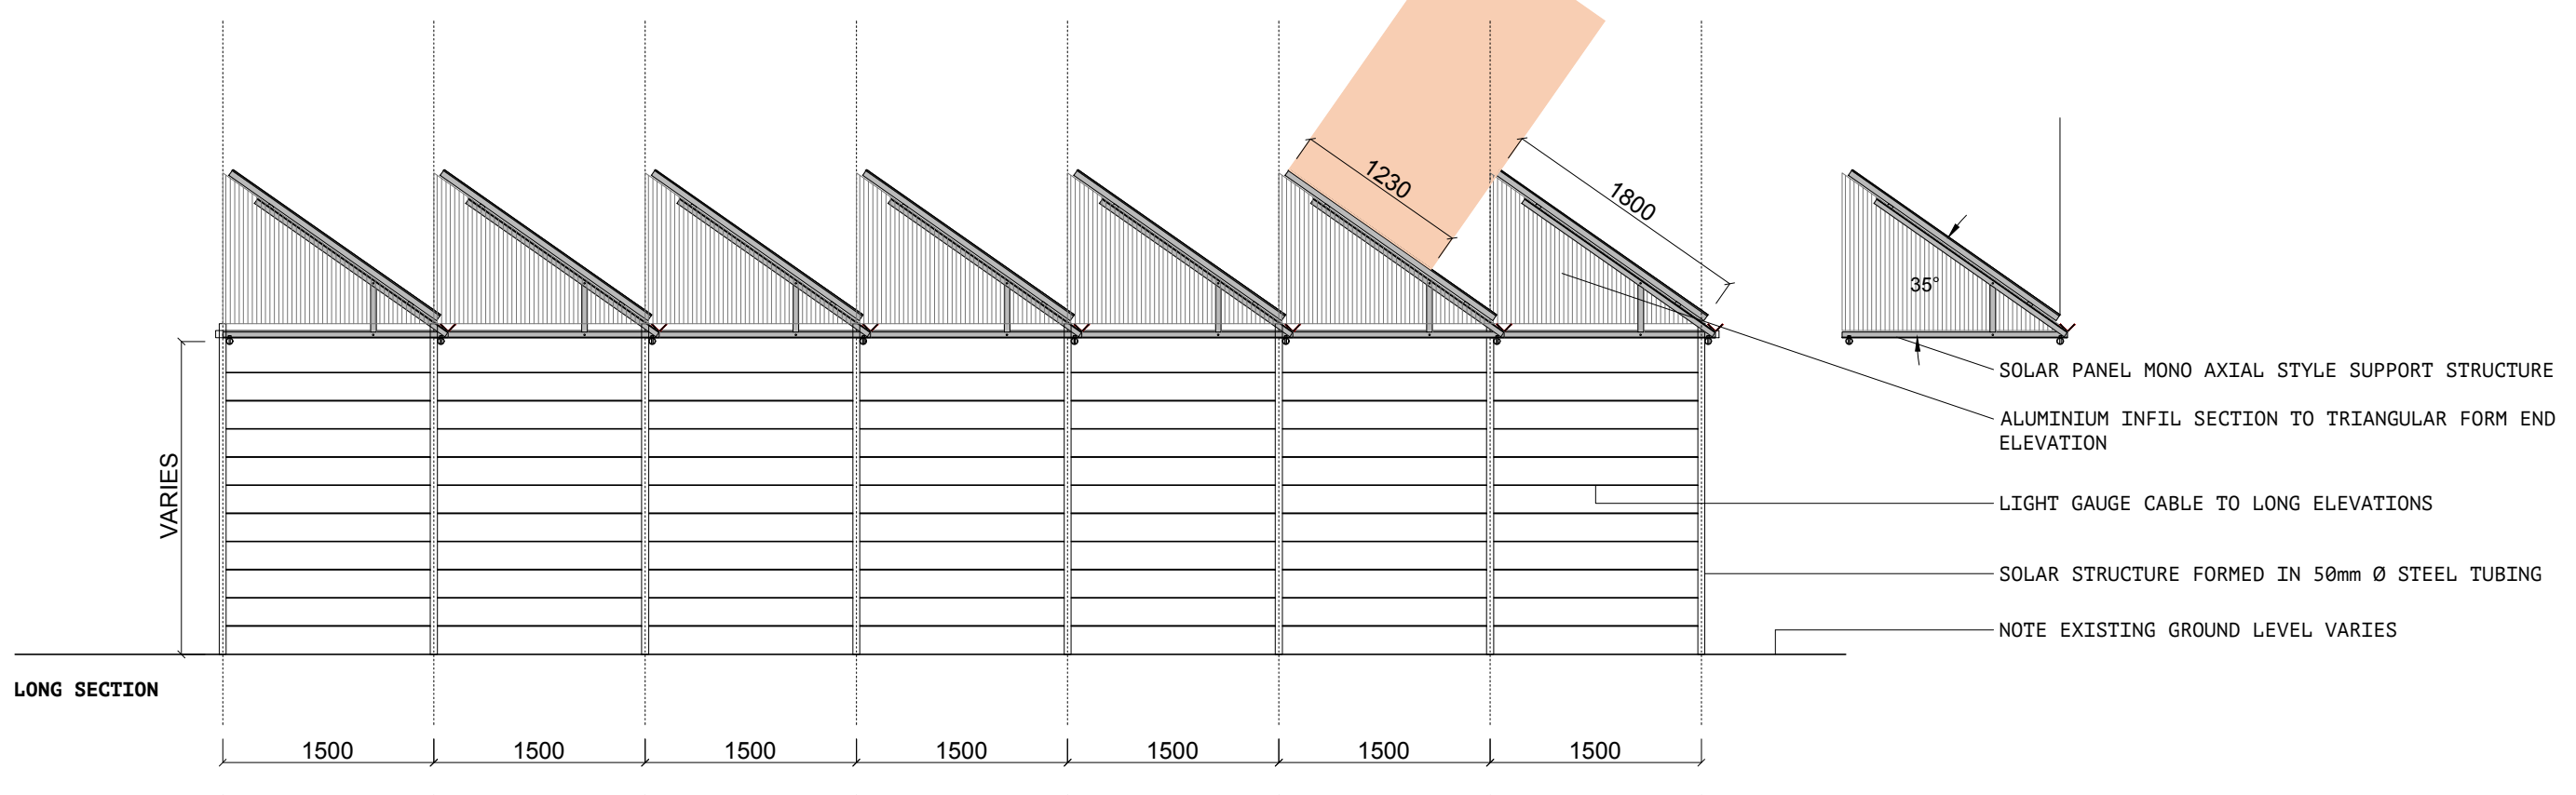 1230
1800
35°
SOLAR PANEL MONO AXIAL STYLE SUPPORT STRUCTURE
ALUMINIUM INFIL SECTION TO TRIANGULAR FORM END
ELEVATION
VARIES
LIGHT GAUGE CABLE TO LONG ELEVATIONS
SOLAR STRUCTURE FORMED IN 50mm Ø STEEL TUBING
NOTE EXISTING GROUND LEVEL VARIES
LONG SECTION
1500 1500 1500 1500 1500 1500 1500